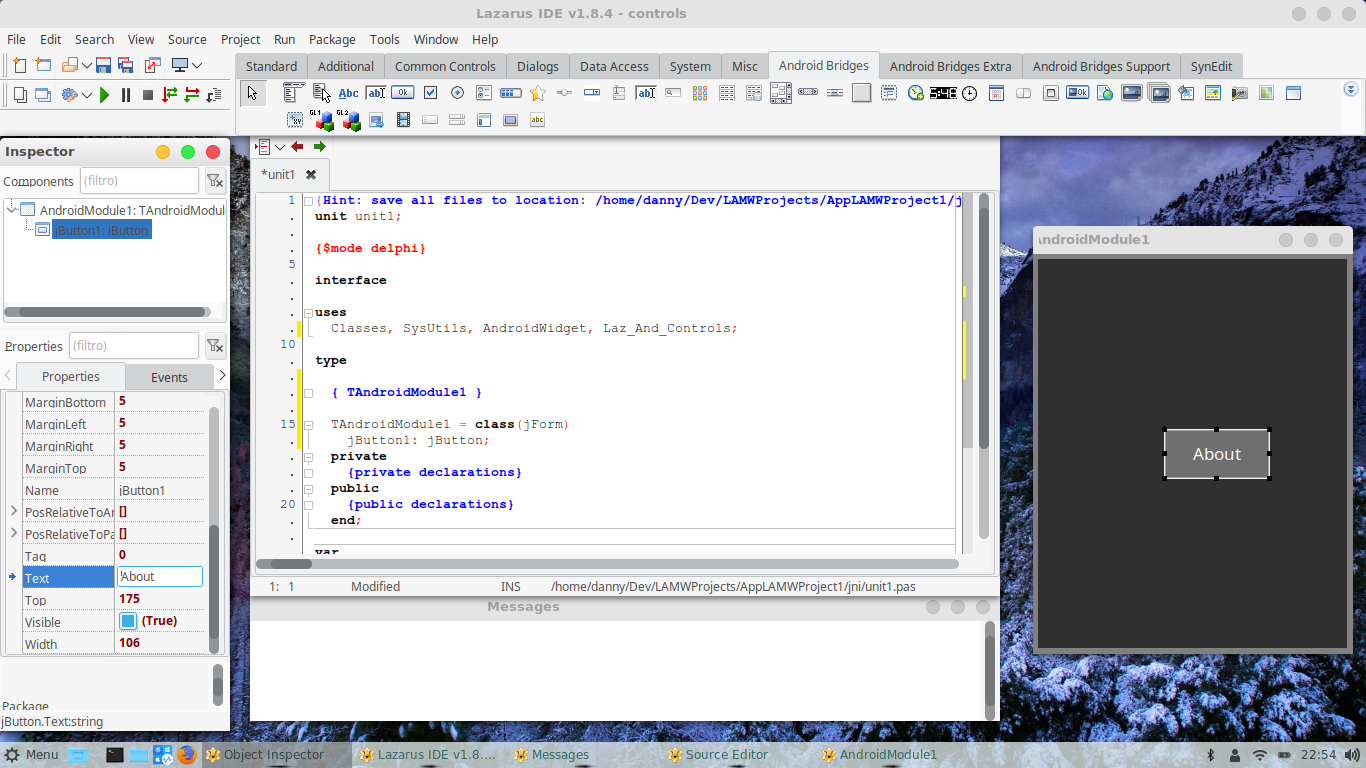 Lazarus IDE v1.8.4 - controls
File Edit Search View Source Project Run Package Tools Window Help
Standard Additional Common Controls Dialogs Data Access System Misc Android Bridges Android Bridges Extra Android Bridges Support SynEdit
Abc ab Ok
GL1 GL2 abc
Inspector
Components (filtro)
AndroidModule1: TAndroidModul
jButton1: jButton
Properties (filtro)
Properties Events
MarginBottom 5
MarginLeft 5
MarginRight 5
MarginTop 5
Name jButton1
PosRelativeToAn []
PosRelativeToPa []
Tag 0
Text About
Top 175
Visible (True)
Width 106
Package
jButton.Text:string
*unit1
1 {Hint: save all files to location: /home/danny/Dev/LAMWProjects/AppLAMWProject1/j
. unit unit1;
.
. {$mode delphi}
5
. interface
.
. uses
. Classes, SysUtils, AndroidWidget, Laz_And_Controls;
10
. type
.
. { TAndroidModule1 }
.
15 TAndroidModule1 = class(jForm)
. jButton1: jButton;
. private
. {private declarations}
. public
20 {public declarations}
. end;
.
var
1: 1 Modified INS /home/danny/Dev/LAMWProjects/AppLAMWProject1/jni/unit1.pas
Messages
AndroidModule1
About
Menu Object Inspector Lazarus IDE v1.8.... Messages Source Editor AndroidModule1 22:54